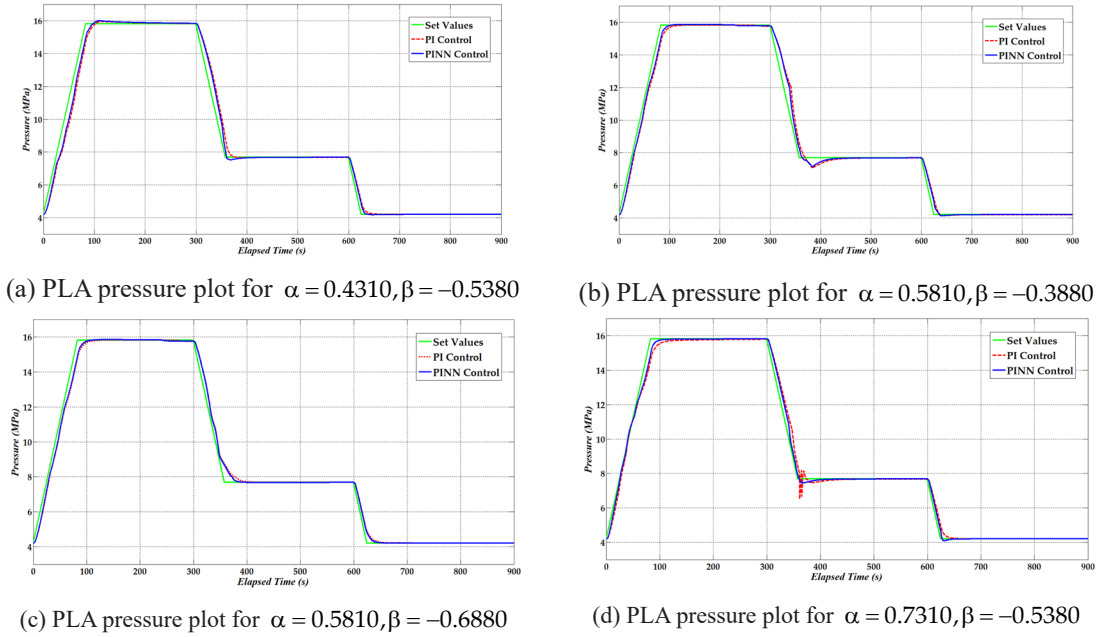 Set Values
PI Control
PINN Control
16
14
12
10
8
6
4
Pressure (MPa)
0 100 200 300 400 500 600 700 800 900
Elapsed Time (s)
(a) PLA pressure plot for α = 0.4310, β = −0.5380
Set Values
PI Control
PINN Control
16
14
12
10
8
6
4
Pressure (MPa)
0 100 200 300 400 500 600 700 800 900
Elapsed Time (s)
(b) PLA pressure plot for α = 0.5810, β = −0.3880
Set Values
PI Control
PINN Control
16
14
12
10
8
6
4
Pressure (MPa)
0 100 200 300 400 500 600 700 800 900
Elapsed Time (s)
(c) PLA pressure plot for α = 0.5810, β = −0.6880
Set Values
PI Control
PINN Control
16
14
12
10
8
6
4
Pressure (MPa)
0 100 200 300 400 500 600 700 800 900
Elapsed Time (s)
(d) PLA pressure plot for α = 0.7310, β = −0.5380